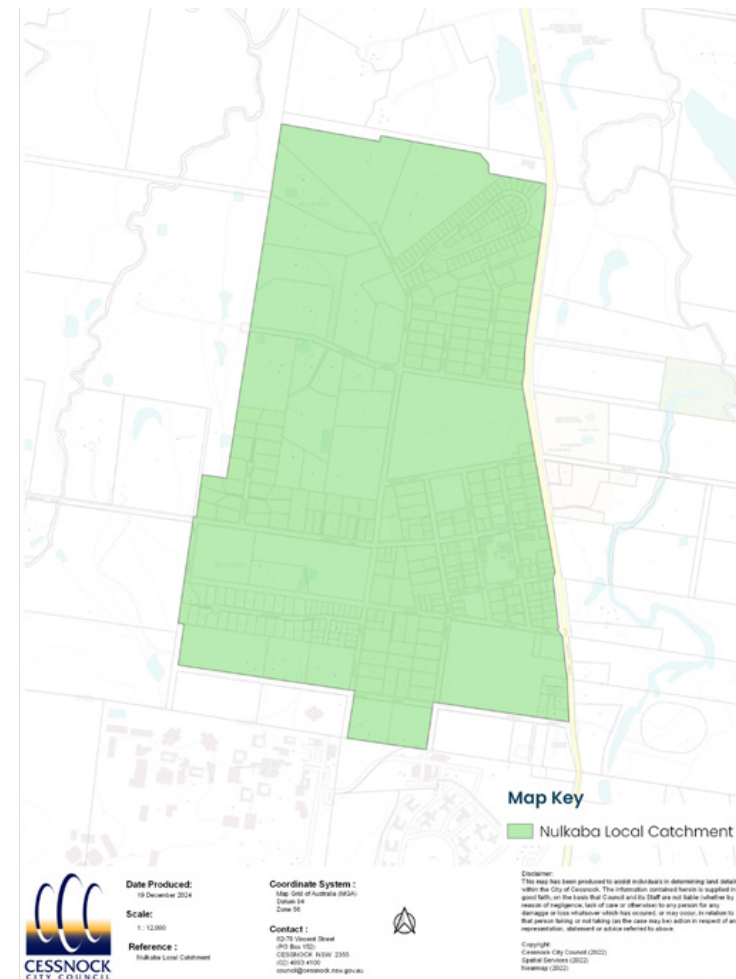 Map Key
Nulkaba Local Catchment
CESSNOCK
CITY COUNCIL
Date Produced:
19 December 2024
Scale:
1 : 12,000
Reference :
Nulkaba Local Catchment
Coordinate System :
Map Grid of Australia (MGA)
Datum 94
Zone 56
Contact :
62-78 Vincent Street
(PO Box 152)
CESSNOCK NSW 2355
(02) 4993 4100
council@cessnock.nsw.gov.au
Disclaimer:
This map has been produced to assist individuals in determining land detail
within the City of Cessnock. The information contained herein is supplied in
good faith, on the basis that Council and its Staff are not liable (whether by
reason of negligence, lack of care or otherwise) to any person for any
damage or loss whatsoever which has occured, or may occur, in relation to
that person taking or not taking (as the case may be) action in respect of an
representation, statement or advice referred to above.
Copyright
Cessnock City Council (2022)
Spatial Services (2022)
Nearmap (2022)